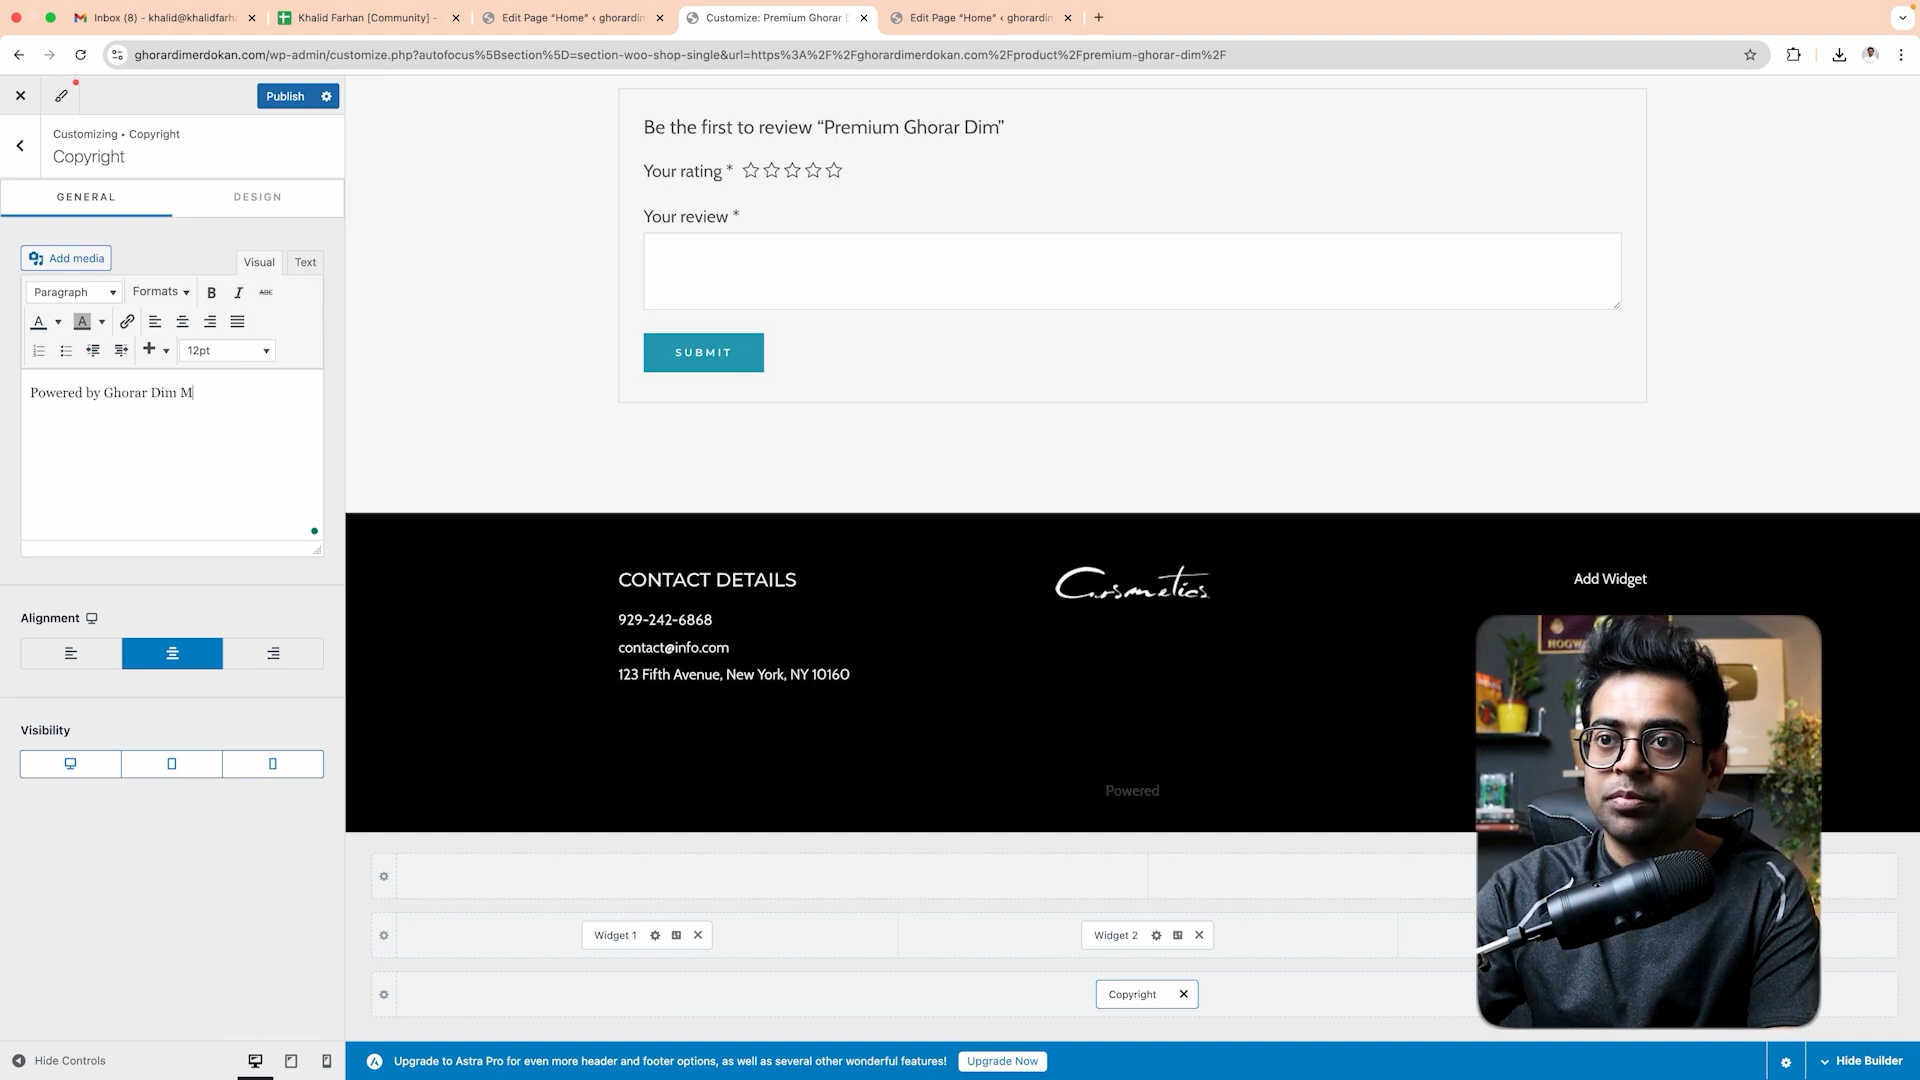 Inbox (8) - khalid@khalidfarh
Khalid Farhan [Community] -
Edit Page “Home” ‹ ghorardin
Customize: Premium Ghorar D
Edit Page “Home” ‹ ghorardin
ghorardimerdokan.com/wp-admin/customize.php?autofocus%5Bsection%5D=section-woo-shop-single&url=https%3A%2F%2Fghorardimerdokan.com%2Fproduct%2Fpremium-ghorar-dim%2F
Publish
Customizing ▸ Copyright
Copyright
GENERAL
DESIGN
Add media
Visual
Text
Paragraph
Formats
B
I
ABC
A
A
12pt
Powered by Ghorar Dim M
Alignment
Visibility
Hide Controls
Be the first to review “Premium Ghorar Dim”
Your rating *
Your review *
SUBMIT
CONTACT DETAILS
929-242-6868
contact@info.com
123 Fifth Avenue, New York, NY 10160
Cosmetics
Add Widget
HOGW
Powered
Widget 1
Widget 2
Copyright
Upgrade to Astra Pro for even more header and footer options, as well as several other wonderful features!
Upgrade Now
Hide Builder